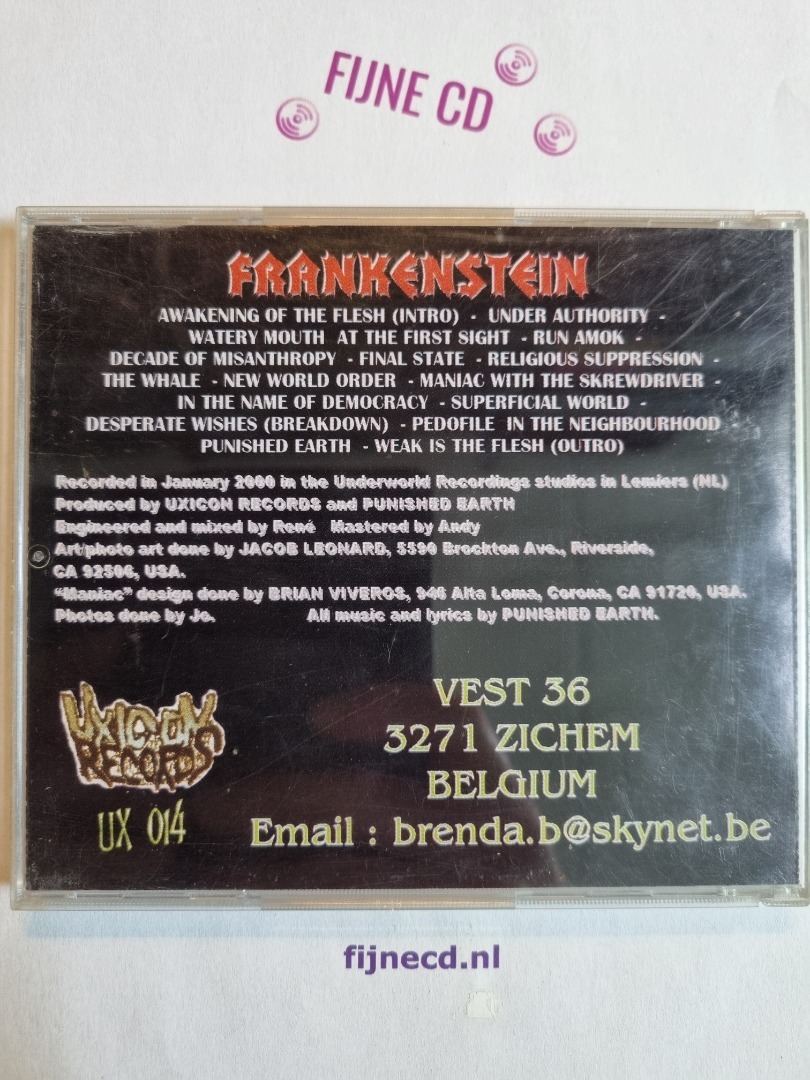 FIJNE CD
FRANKENSTEIN
AWAKENING OF THE FLESH (INTRO) - UNDER AUTHORITY -
WATERY MOUTH AT THE FIRST SIGHT - RUN AMOK -
DECADE OF MISANTHROPY - FINAL STATE - RELIGIOUS SUPPRESSION -
THE WHALE - NEW WORLD ORDER - MANIAC WITH THE SKREWDRIVER -
IN THE NAME OF DEMOCRACY - SUPERFICIAL WORLD -
DESPERATE WISHES (BREAKDOWN) - PEDOFILE IN THE NEIGHBOURHOOD -
PUNISHED EARTH - WEAK IS THE FLESH (OUTRO)
Recorded in January 2000 in the Underworld Recordings studios in Lemiers (NL)
Produced by UXICON RECORDS and PUNISHED EARTH
Engineered and mixed by René Mastered by Andy
Art/photo art done by JACOB LEONARD, 5590 Brockton Ave., Riverside,
CA 92506, USA.
"Maniac" design done by BRIAN VIVEROS, 946 Alta Loma, Corona, CA 91720, USA.
Photos done by Jo. All music and lyrics by PUNISHED EARTH.
UXICON
RECORDS
UX 014
VEST 36
3271 ZICHEM
BELGIUM
Email : brenda.b@skynet.be
fijnecd.nl